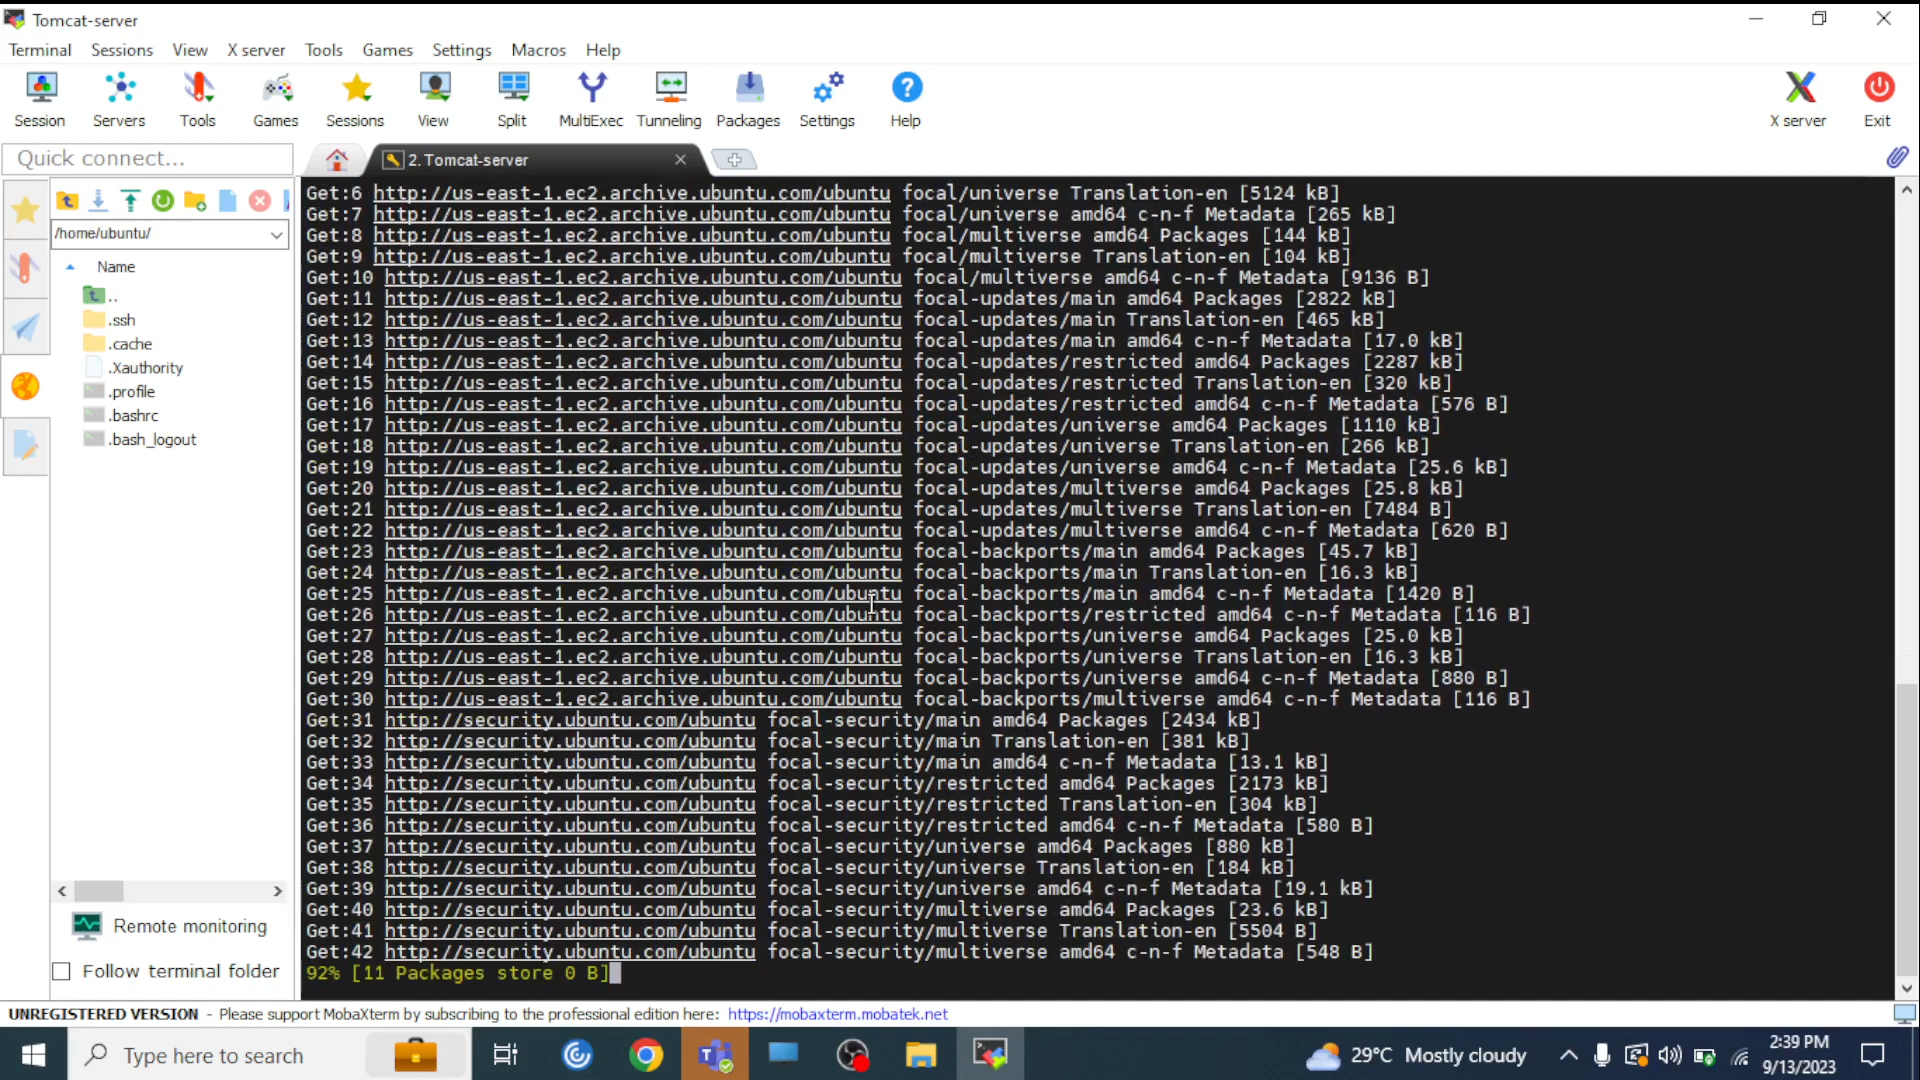 Tomcat-server
Terminal Sessions View X server Tools Games Settings Macros Help
Session Servers Tools Games Sessions View Split MultiExec Tunneling Packages Settings Help X server Exit
Quick connect...
2. Tomcat-server
/home/ubuntu/
Name
..
.ssh
.cache
.Xauthority
.profile
.bashrc
.bash_logout
Remote monitoring
Follow terminal folder
Get:6 http://us-east-1.ec2.archive.ubuntu.com/ubuntu focal/universe Translation-en [5124 kB]
Get:7 http://us-east-1.ec2.archive.ubuntu.com/ubuntu focal/universe amd64 c-n-f Metadata [265 kB]
Get:8 http://us-east-1.ec2.archive.ubuntu.com/ubuntu focal/multiverse amd64 Packages [144 kB]
Get:9 http://us-east-1.ec2.archive.ubuntu.com/ubuntu focal/multiverse Translation-en [104 kB]
Get:10 http://us-east-1.ec2.archive.ubuntu.com/ubuntu focal/multiverse amd64 c-n-f Metadata [9136 B]
Get:11 http://us-east-1.ec2.archive.ubuntu.com/ubuntu focal-updates/main amd64 Packages [2822 kB]
Get:12 http://us-east-1.ec2.archive.ubuntu.com/ubuntu focal-updates/main Translation-en [465 kB]
Get:13 http://us-east-1.ec2.archive.ubuntu.com/ubuntu focal-updates/main amd64 c-n-f Metadata [17.0 kB]
Get:14 http://us-east-1.ec2.archive.ubuntu.com/ubuntu focal-updates/restricted amd64 Packages [2287 kB]
Get:15 http://us-east-1.ec2.archive.ubuntu.com/ubuntu focal-updates/restricted Translation-en [320 kB]
Get:16 http://us-east-1.ec2.archive.ubuntu.com/ubuntu focal-updates/restricted amd64 c-n-f Metadata [576 B]
Get:17 http://us-east-1.ec2.archive.ubuntu.com/ubuntu focal-updates/universe amd64 Packages [1110 kB]
Get:18 http://us-east-1.ec2.archive.ubuntu.com/ubuntu focal-updates/universe Translation-en [266 kB]
Get:19 http://us-east-1.ec2.archive.ubuntu.com/ubuntu focal-updates/universe amd64 c-n-f Metadata [25.6 kB]
Get:20 http://us-east-1.ec2.archive.ubuntu.com/ubuntu focal-updates/multiverse amd64 Packages [25.8 kB]
Get:21 http://us-east-1.ec2.archive.ubuntu.com/ubuntu focal-updates/multiverse Translation-en [7484 B]
Get:22 http://us-east-1.ec2.archive.ubuntu.com/ubuntu focal-updates/multiverse amd64 c-n-f Metadata [620 B]
Get:23 http://us-east-1.ec2.archive.ubuntu.com/ubuntu focal-backports/main amd64 Packages [45.7 kB]
Get:24 http://us-east-1.ec2.archive.ubuntu.com/ubuntu focal-backports/main Translation-en [16.3 kB]
Get:25 http://us-east-1.ec2.archive.ubuntu.com/ubuntu focal-backports/main amd64 c-n-f Metadata [1420 B]
Get:26 http://us-east-1.ec2.archive.ubuntu.com/ubuntu focal-backports/restricted amd64 c-n-f Metadata [116 B]
Get:27 http://us-east-1.ec2.archive.ubuntu.com/ubuntu focal-backports/universe amd64 Packages [25.0 kB]
Get:28 http://us-east-1.ec2.archive.ubuntu.com/ubuntu focal-backports/universe Translation-en [16.3 kB]
Get:29 http://us-east-1.ec2.archive.ubuntu.com/ubuntu focal-backports/universe amd64 c-n-f Metadata [880 B]
Get:30 http://us-east-1.ec2.archive.ubuntu.com/ubuntu focal-backports/multiverse amd64 c-n-f Metadata [116 B]
Get:31 http://security.ubuntu.com/ubuntu focal-security/main amd64 Packages [2434 kB]
Get:32 http://security.ubuntu.com/ubuntu focal-security/main Translation-en [381 kB]
Get:33 http://security.ubuntu.com/ubuntu focal-security/main amd64 c-n-f Metadata [13.1 kB]
Get:34 http://security.ubuntu.com/ubuntu focal-security/restricted amd64 Packages [2173 kB]
Get:35 http://security.ubuntu.com/ubuntu focal-security/restricted Translation-en [304 kB]
Get:36 http://security.ubuntu.com/ubuntu focal-security/restricted amd64 c-n-f Metadata [580 B]
Get:37 http://security.ubuntu.com/ubuntu focal-security/universe amd64 Packages [880 kB]
Get:38 http://security.ubuntu.com/ubuntu focal-security/universe Translation-en [184 kB]
Get:39 http://security.ubuntu.com/ubuntu focal-security/universe amd64 c-n-f Metadata [19.1 kB]
Get:40 http://security.ubuntu.com/ubuntu focal-security/multiverse amd64 Packages [23.6 kB]
Get:41 http://security.ubuntu.com/ubuntu focal-security/multiverse Translation-en [5504 B]
Get:42 http://security.ubuntu.com/ubuntu focal-security/multiverse amd64 c-n-f Metadata [548 B]
92% [11 Packages store 0 B]
UNREGISTERED VERSION - Please support MobaXterm by subscribing to the professional edition here: https://mobaxterm.mobatek.net
Type here to search
29°C Mostly cloudy
2:39 PM
9/13/2023